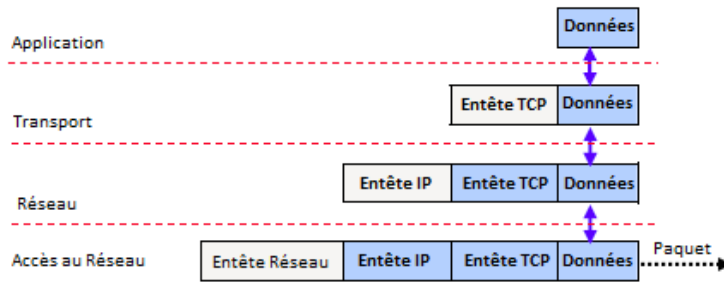 Données
Application
Entête TCP Données
Transport
Entête IP Entête TCP Données
Réseau
Accès au Réseau Entête Réseau Entête IP Entête TCP Données Paquet